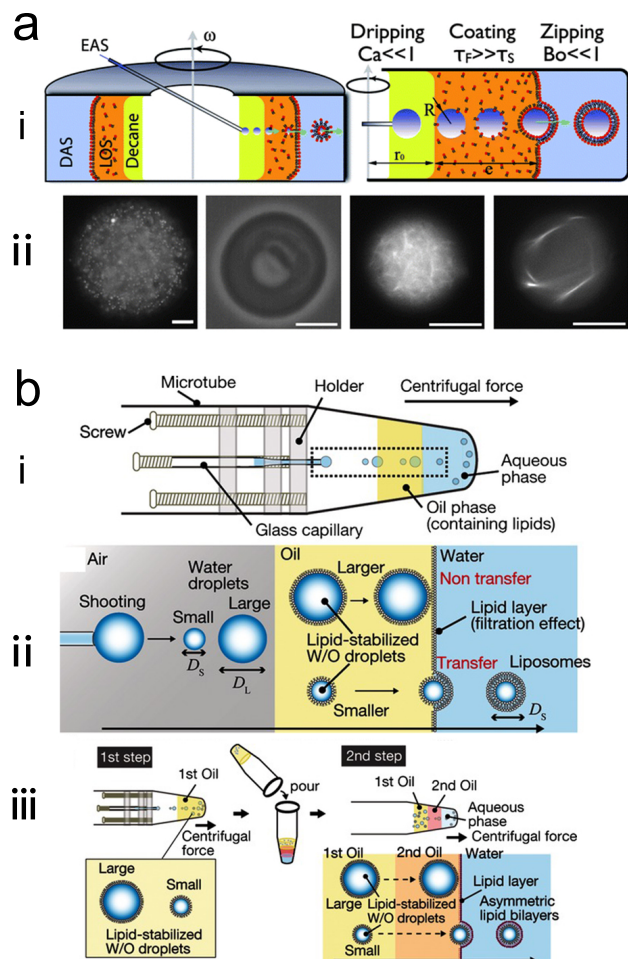 a
i
EAS
ω
DAS
LOS
Decane
Dripping
Ca<<1
Coating
τF>>τS
Zipping
Bo<<1
R
r₀
e
ii
b
i
Microtube
Holder
Centrifugal force
Screw
Glass capillary
Oil phase
(containing lipids)
Aqueous
phase
ii
Air
Water
droplets
Shooting
Small
Large
DS
DL
Oil
Larger
Lipid-stabilized
W/O droplets
Smaller
Water
Non transfer
Lipid layer
(filtration effect)
Transfer
Liposomes
DS
iii
1st step
1st Oil
Centrifugal
force
Large
Small
Lipid-stabilized
W/O droplets
pour
2nd step
1st Oil
2nd Oil
Aqueous
phase
Centrifugal force
1st Oil
2nd Oil
Water
Large
Lipid-stabilized
W/O droplets
Small
Lipid layer
Asymmetric
lipid bilayers